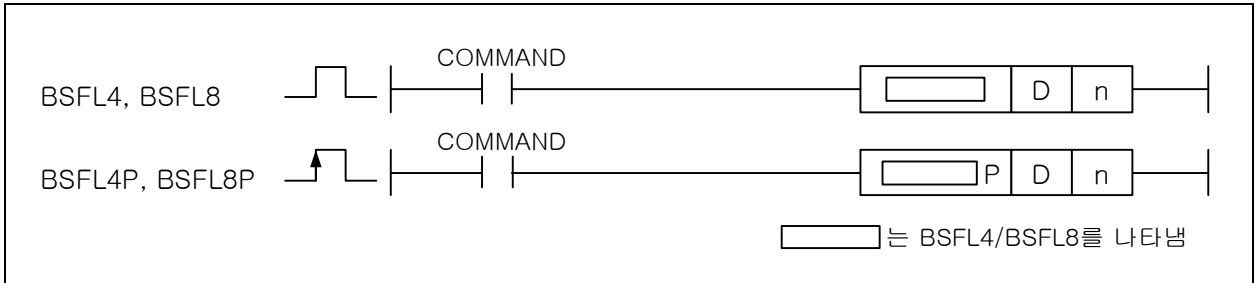 COMMAND
BSFL4, BSFL8 D n
COMMAND
BSFL4P, BSFL8P P D n
는 BSFL4/BSFL8를 나타냄